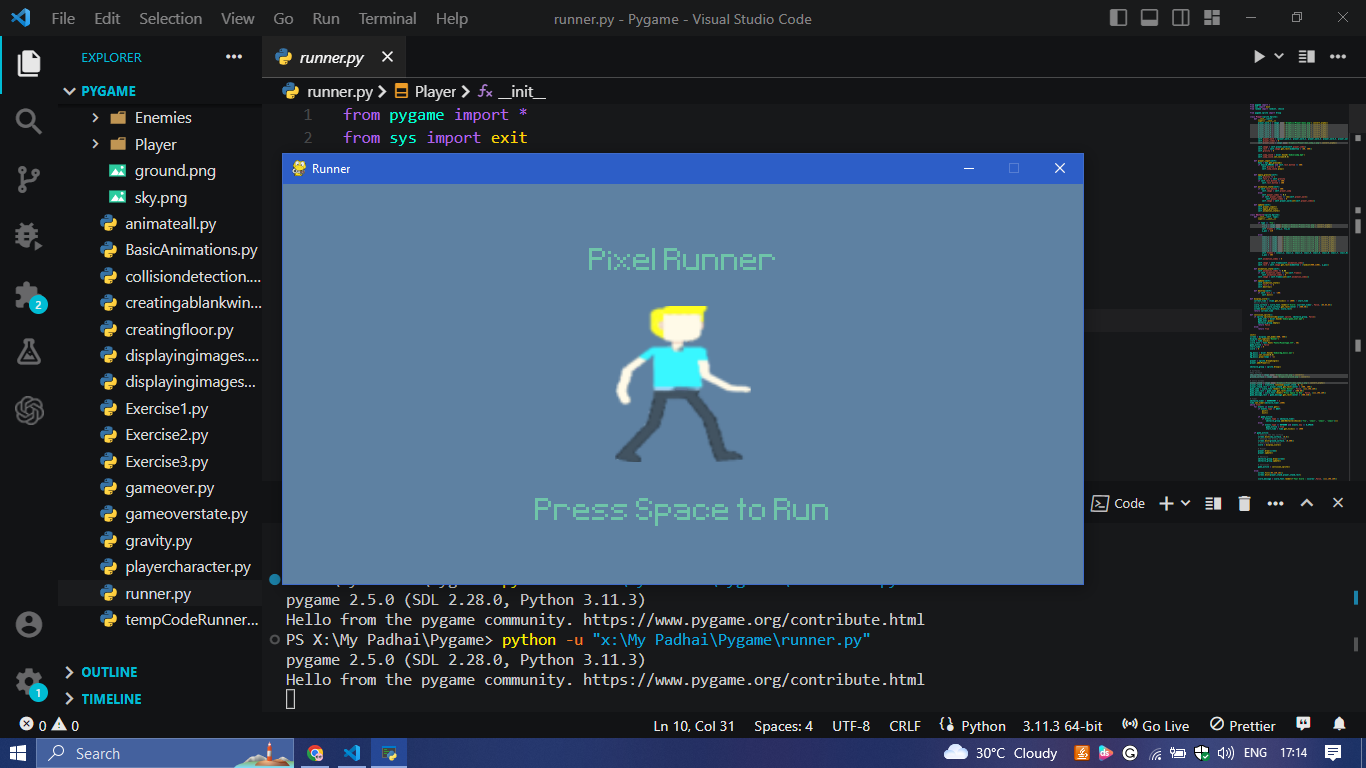 File Edit Selection View Go Run Terminal Help runner.py - Pygame - Visual Studio Code
EXPLORER
runner.py
PYGAME
runner.py > Player > __init__
Enemies
Player
ground.png
sky.png
animateall.py
BasicAnimations.py
collisiondetection....
creatingablankwin...
creatingfloor.py
displayingimages....
displayingimages...
Exercise1.py
Exercise2.py
Exercise3.py
gameover.py
gameoverstate.py
gravity.py
playercharacter.py
runner.py
tempCodeRunner...
OUTLINE
TIMELINE
2
1
1 from pygame import *
2 from sys import exit
Runner
Pixel Runner
Press Space to Run
Code
pygame 2.5.0 (SDL 2.28.0, Python 3.11.3)
Hello from the pygame community. https://www.pygame.org/contribute.html
PS X:\My Padhai\Pygame> python -u "x:\My Padhai\Pygame\runner.py"
pygame 2.5.0 (SDL 2.28.0, Python 3.11.3)
Hello from the pygame community. https://www.pygame.org/contribute.html
0 0 Ln 10, Col 31 Spaces: 4 UTF-8 CRLF Python 3.11.3 64-bit Go Live Prettier
Search 30°C Cloudy ENG 17:14